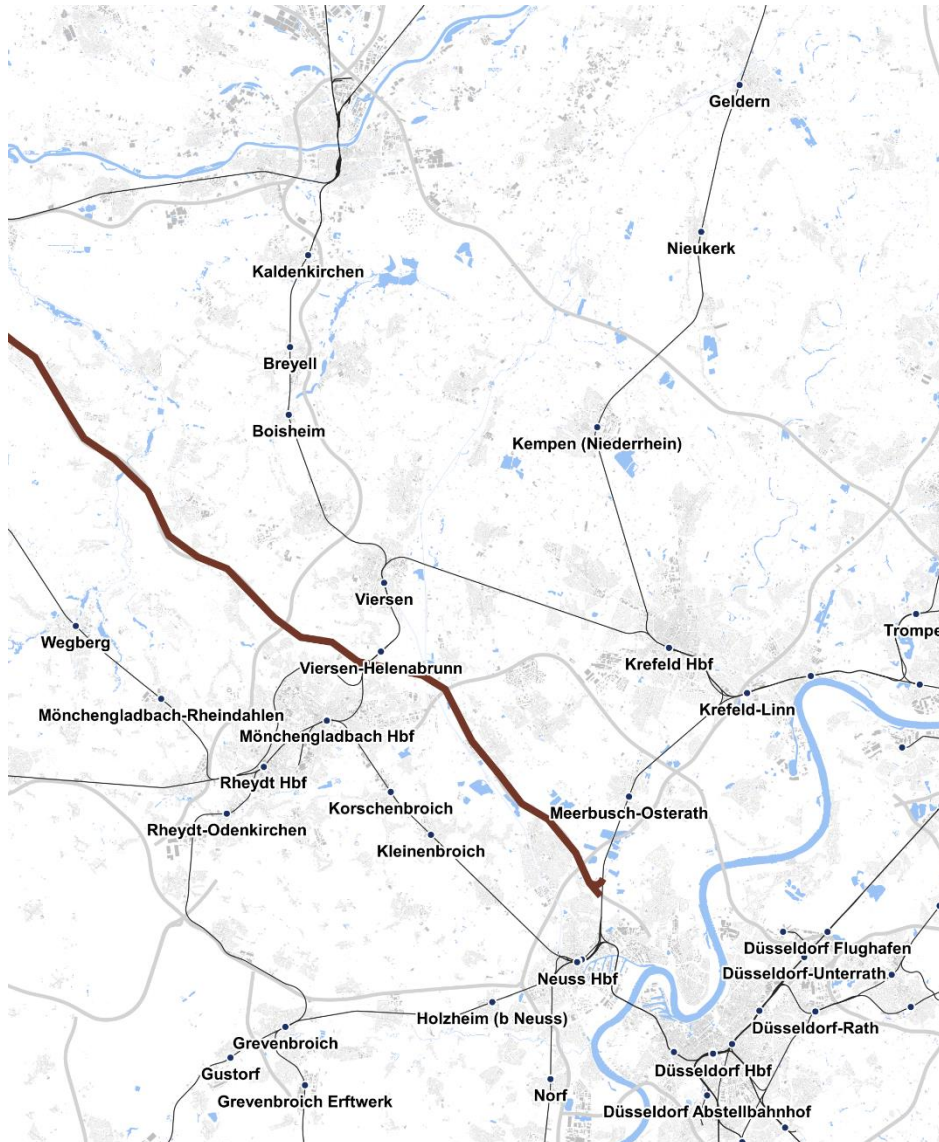 Geldern
Nieukerk
Kaldenkirchen
Breyell
Boisheim
Kempen (Niederrhein)
Viersen
Wegberg
Trompe
Krefeld Hbf
Viersen-Helenabrunn
Krefeld-Linn
Mönchengladbach-Rheindahlen
Mönchengladbach Hbf
Rheydt Hbf
Korschenbroich
Meerbusch-Osterath
Rheydt-Odenkirchen
Kleinenbroich
Düsseldorf Flughafen
Neuss Hbf
Düsseldorf-Unterrath
Holzheim (b Neuss)
Düsseldorf-Rath
Grevenbroich
Düsseldorf Hbf
Gustorf
Grevenbroich Erftwerk
Norf
Düsseldorf Abstellbahnhof